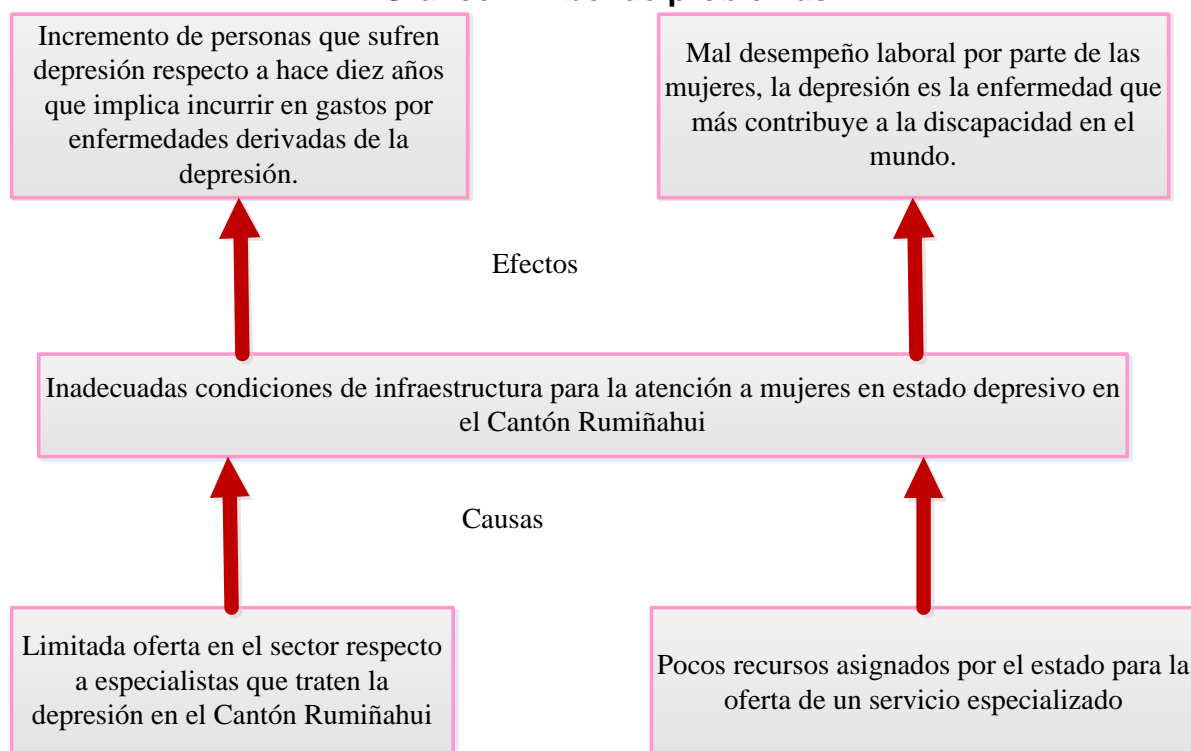 Incremento de personas que sufren
depresión respecto a hace diez años
que implica incurrir en gastos por
enfermedades derivadas de la
depresión.
Mal desempeño laboral por parte de las
mujeres, la depresión es la enfermedad que
más contribuye a la discapacidad en el
mundo.
Efectos
Inadecuadas condiciones de infraestructura para la atención a mujeres en estado depresivo en
el Cantón Rumiñahui
Causas
Limitada oferta en el sector respecto
a especialistas que traten la
depresión en el Cantón Rumiñahui
Pocos recursos asignados por el estado para la
oferta de un servicio especializado